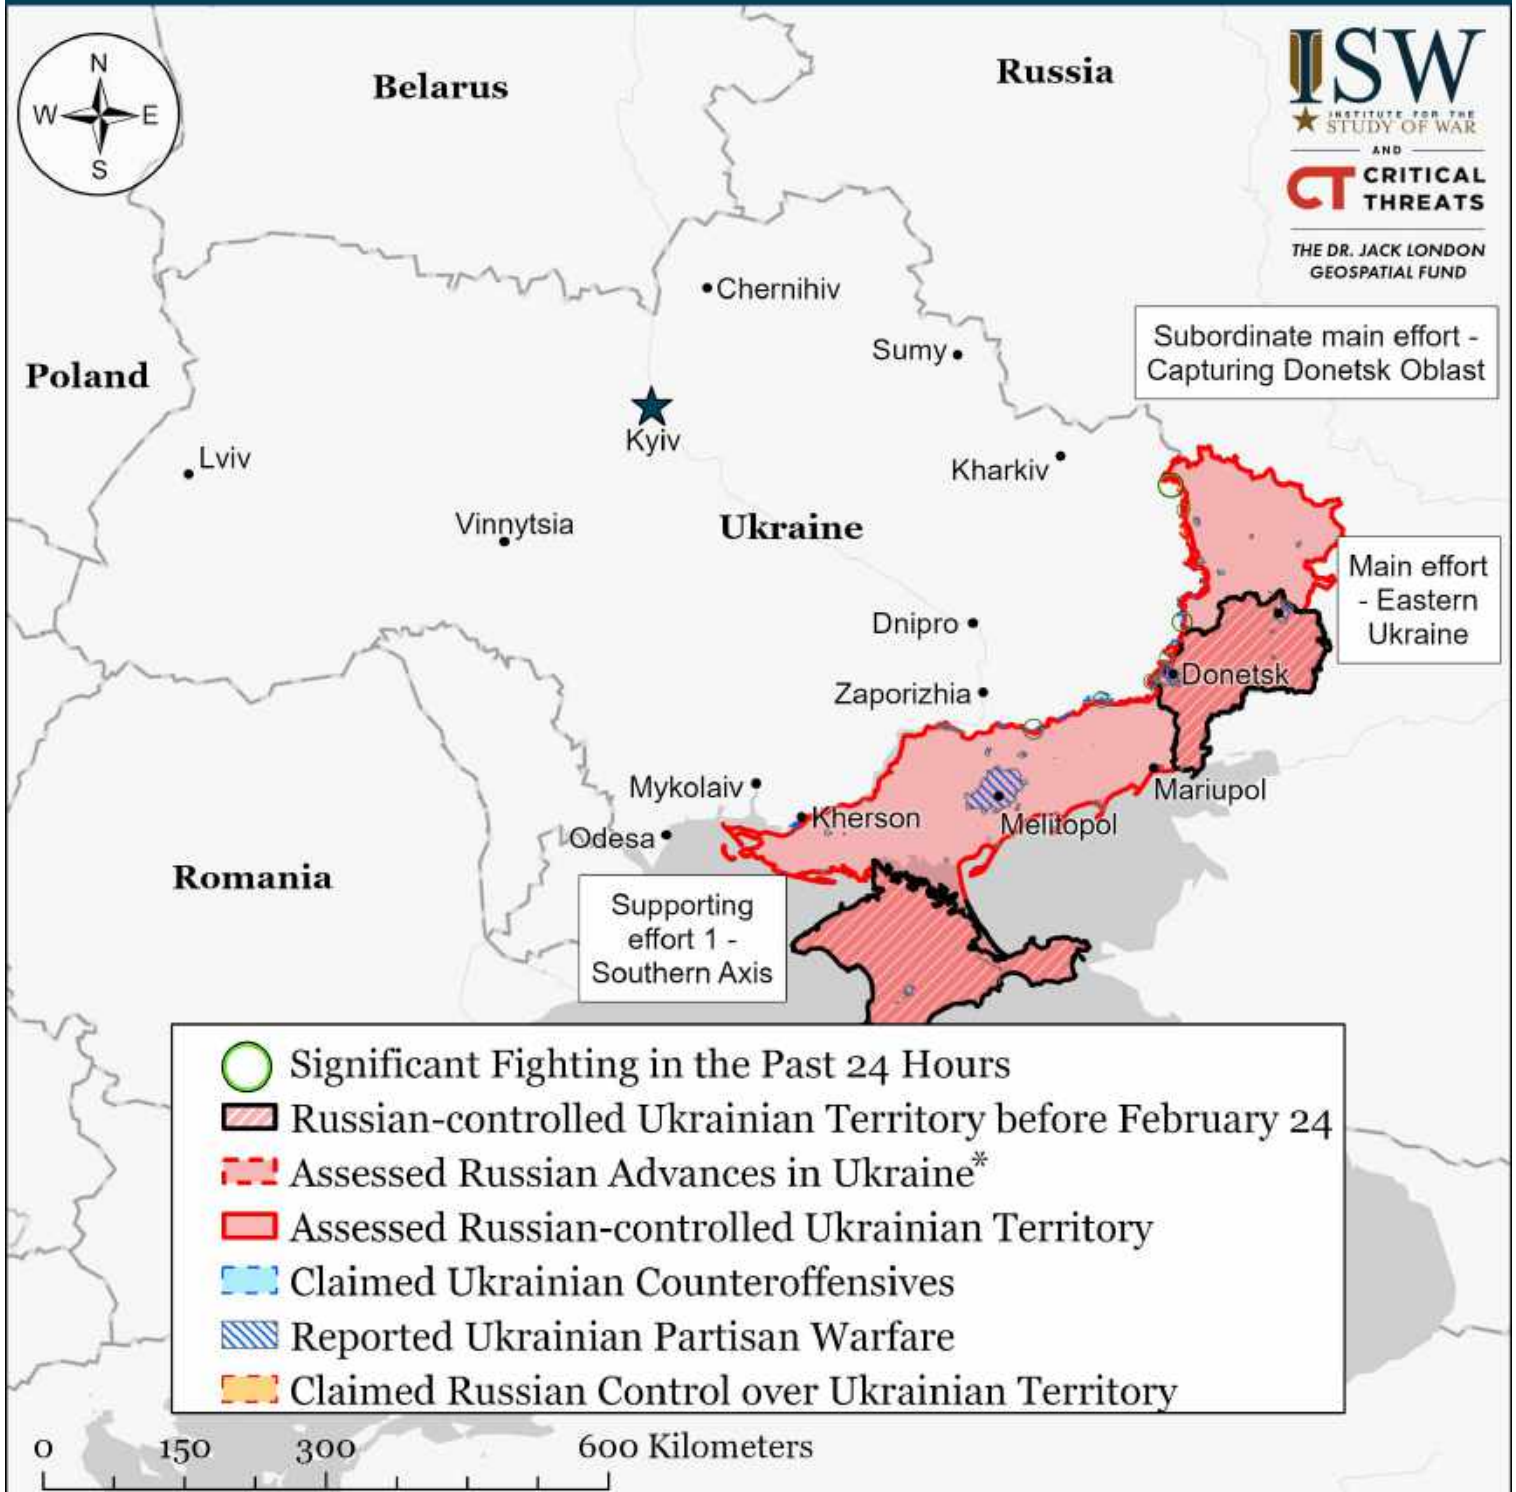 N
W
E
S
Belarus
Russia
ISW
INSTITUTE FOR THE
STUDY OF WAR
AND
CT CRITICAL
THREATS
THE DR. JACK LONDON
GEOSPATIAL FUND
Chernihiv
Subordinate main effort -
Capturing Donetsk Oblast
Sumy
Poland
Kyiv
Lviv
Kharkiv
Vinnytsia
Ukraine
Main effort
- Eastern
Ukraine
Dnipro
Donetsk
Zaporizhia
Mykolaiv
Mariupol
Kherson
Melitopol
Odesa
Romania
Supporting
effort 1 -
Southern Axis
Significant Fighting in the Past 24 Hours
Russian-controlled Ukrainian Territory before February 24
Assessed Russian Advances in Ukraine*
Assessed Russian-controlled Ukrainian Territory
Claimed Ukrainian Counteroffensives
Reported Ukrainian Partisan Warfare
Claimed Russian Control over Ukrainian Territory
0 150 300 600 Kilometers